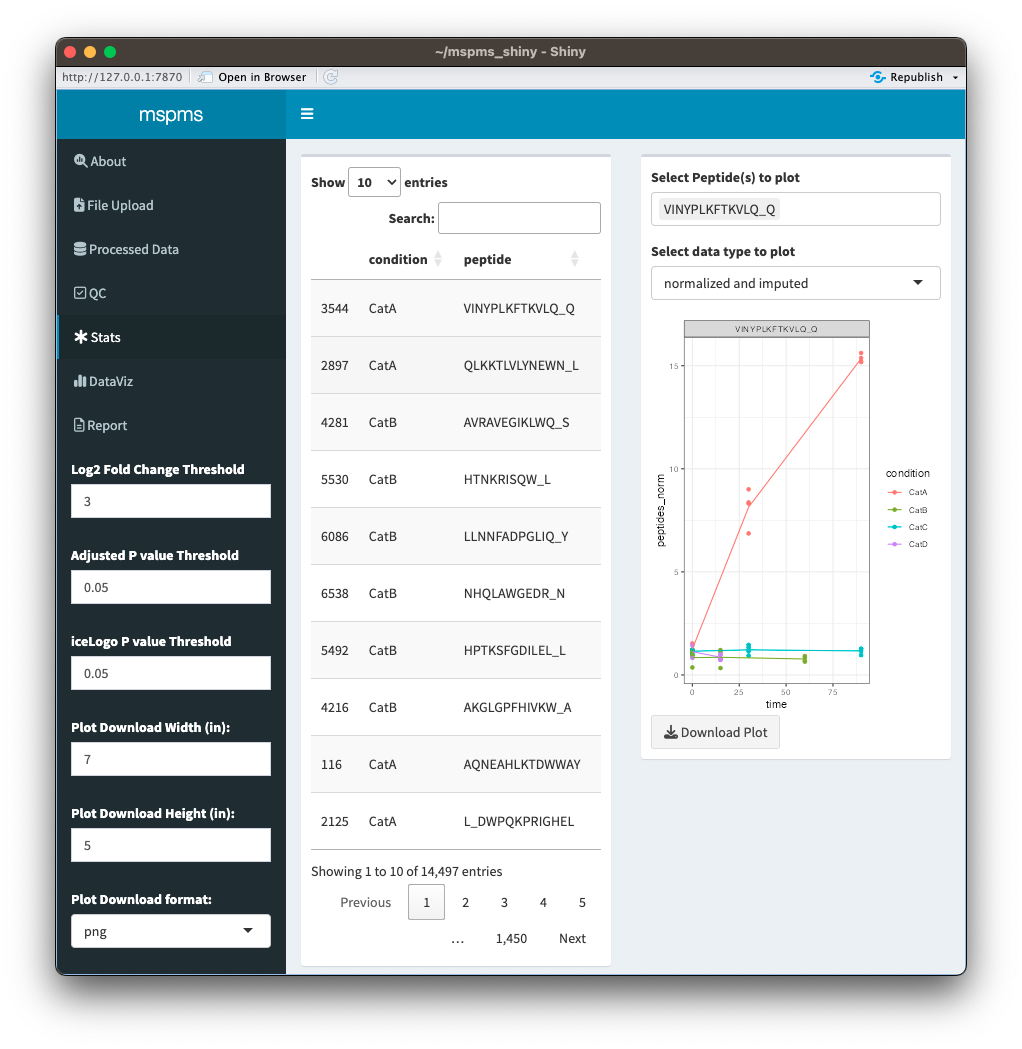 ~/mspms_shiny - Shiny
http://127.0.0.1:7870 Open in Browser Republish
mspms
About
File Upload
Processed Data
QC
Stats
DataViz
Report
Log2 Fold Change Threshold
3
Adjusted P value Threshold
0.05
iceLogo P value Threshold
0.05
Plot Download Width (in):
7
Plot Download Height (in):
5
Plot Download format:
png
Show 10 entries
Search:
condition peptide
3544 CatA VINYPLKFTKVLQ_Q
2897 CatA QLKKTLVLYNEWN_L
4281 CatB AVRAVEGIKLWQ_S
5530 CatB HTNKRISQW_L
6086 CatB LLNNFADPGLIQ_Y
6538 CatB NHQLAWGEDR_N
5492 CatB HPTKSFGDILEL_L
4216 CatB AKGLGPFHIVKW_A
116 CatA AQNEAHLKTDWWAY
2125 CatA L_DWPQKPRIGHEL
Showing 1 to 10 of 14,497 entries
Previous 1 2 3 4 5
… 1,450 Next
Select Peptide(s) to plot
VINYPLKFTKVLQ_Q
Select data type to plot
normalized and imputed
VINYPLKFTKVLQ_Q
15
10
5
0
peptides_norm
0 25 50 75
time
condition
CatA
CatB
CatC
CatD
Download Plot